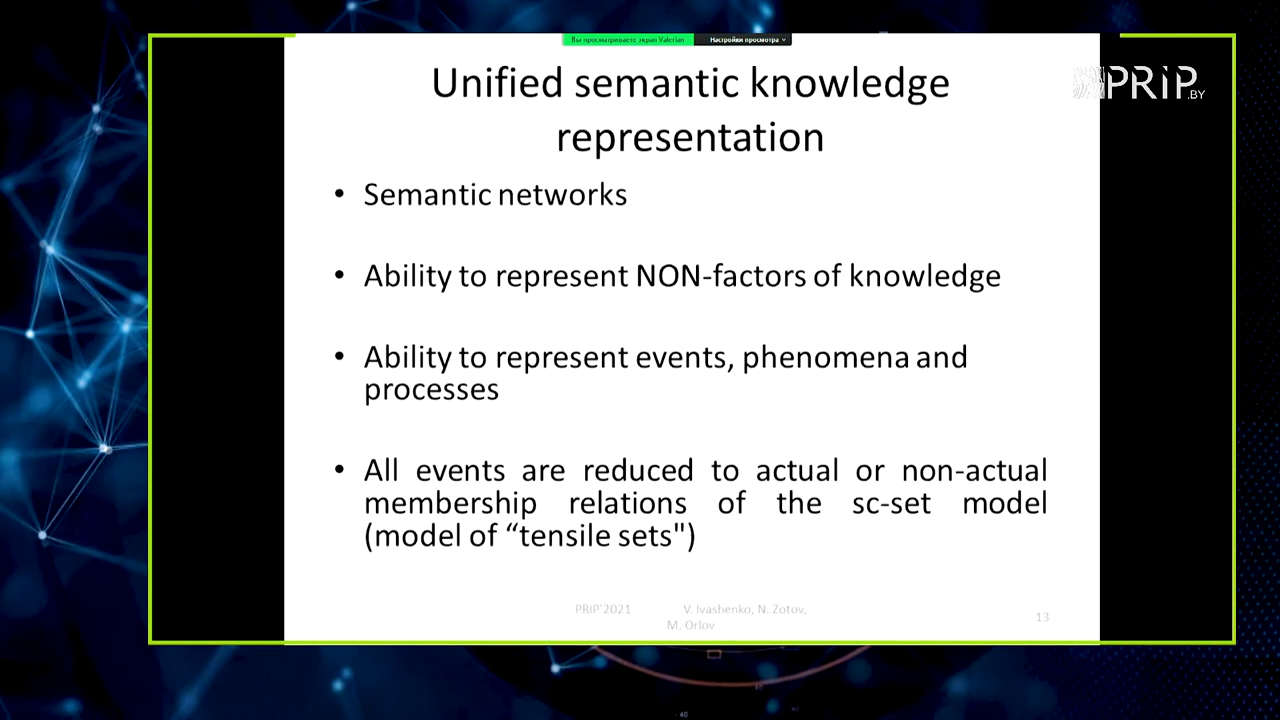 Вы просматриваете экран Valerian
Настройки просмотра
PRIP.BY
Unified semantic knowledge
representation
• Semantic networks
• Ability to represent NON-factors of knowledge
• Ability to represent events, phenomena and
processes
• All events are reduced to actual or non-actual
membership relations of the sc-set model
(model of “tensile sets")
PRIP'2021 V. Ivashenko, N. Zotov,
M. Orlov
13